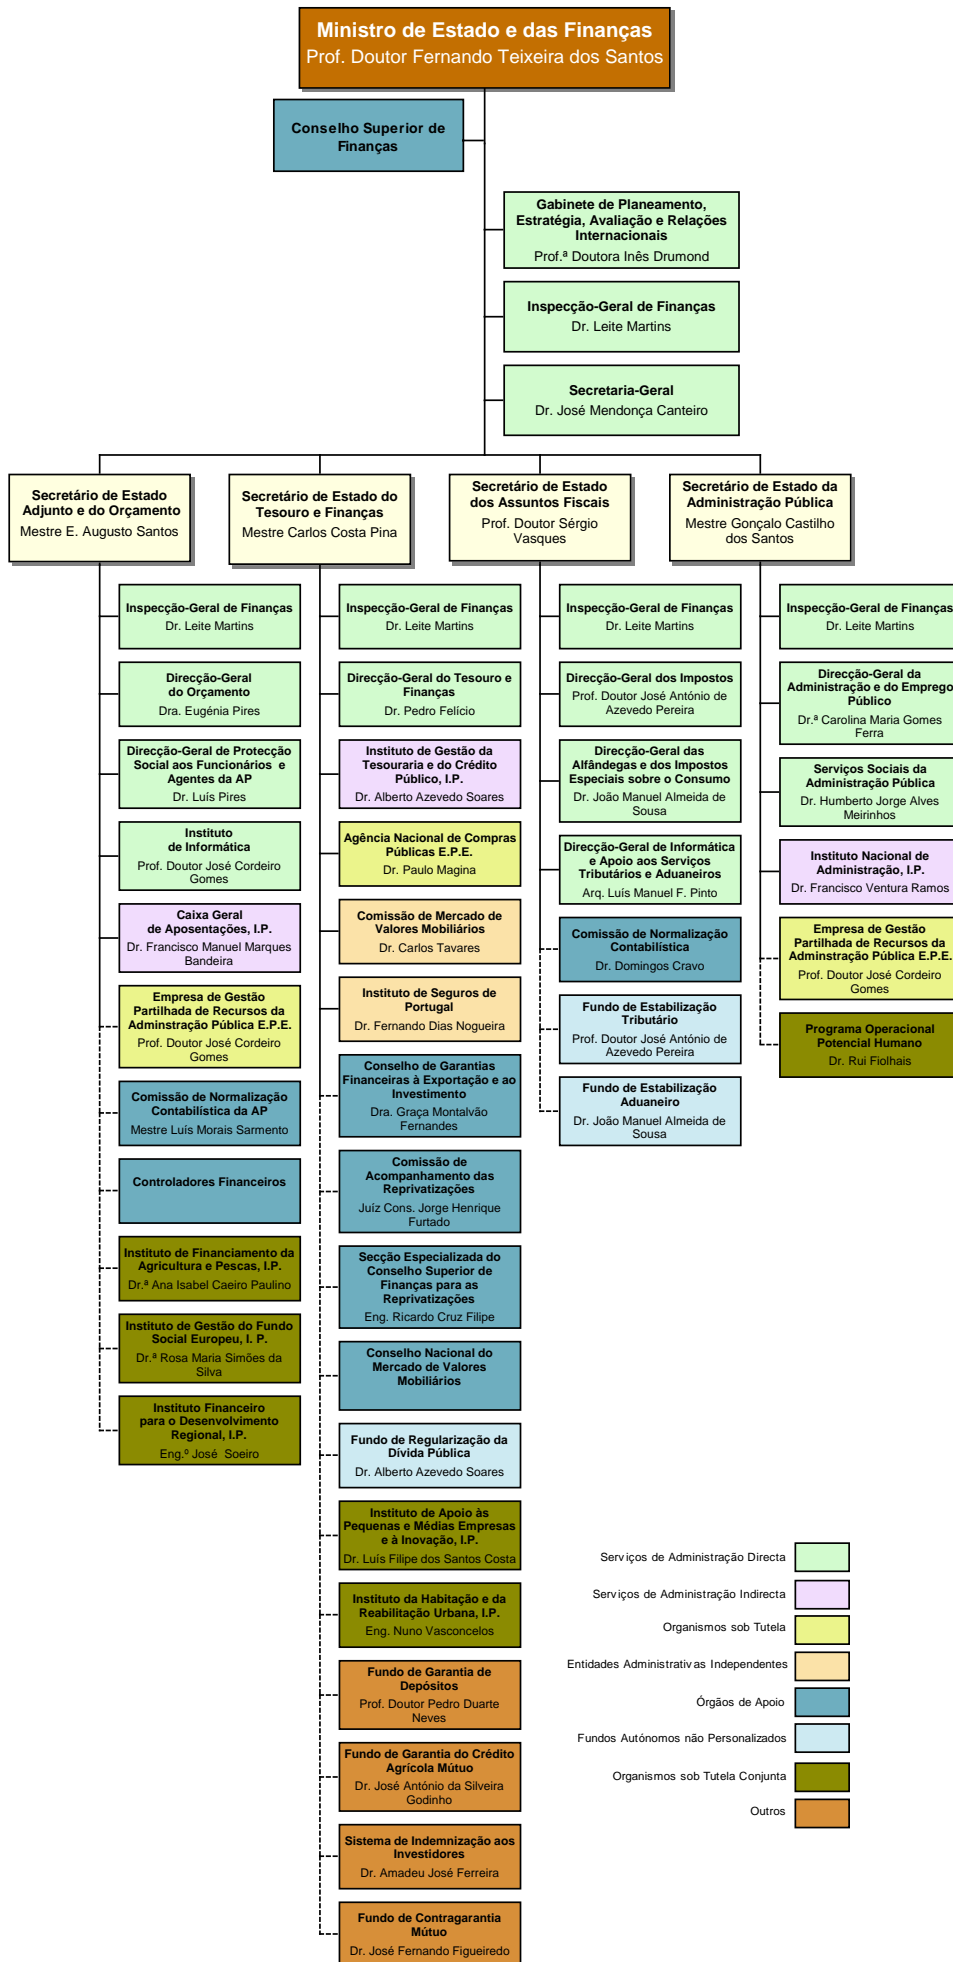 Ministro de Estado e das Finanças
Prof. Doutor Fernando Teixeira dos Santos
Conselho Superior de
Finanças
Gabinete de Planeamento,
Estratégia, Avaliação e Relações
Internacionais
Prof.ª Doutora Inês Drumond
Inspecção-Geral de Finanças
Dr. Leite Martins
Secretaria-Geral
Dr. José Mendonça Canteiro
Secretário de Estado
Adjunto e do Orçamento
Mestre E. Augusto Santos
Secretário de Estado do
Tesouro e Finanças
Mestre Carlos Costa Pina
Secretário de Estado
dos Assuntos Fiscais
Prof. Doutor Sérgio
Vasques
Secretário de Estado da
Administração Pública
Mestre Gonçalo Castilho
dos Santos
Inspecção-Geral de Finanças
Dr. Leite Martins
Direcção-Geral
do Orçamento
Dra. Eugénia Pires
Direcção-Geral de Protecção
Social aos Funcionários e
Agentes da AP
Dr. Luís Pires
Instituto
de Informática
Prof. Doutor José Cordeiro
Gomes
Caixa Geral
de Aposentações, I.P.
Dr. Francisco Manuel Marques
Bandeira
Empresa de Gestão
Partilhada de Recursos da
Adminstração Pública E.P.E.
Prof. Doutor José Cordeiro
Gomes
Comissão de Normalização
Contabilística da AP
Mestre Luís Morais Sarmento
Controladores Financeiros
Instituto de Financiamento da
Agricultura e Pescas, I.P.
Dr.ª Ana Isabel Caeiro Paulino
Instituto de Gestão do Fundo
Social Europeu, I. P.
Dr.ª Rosa Maria Simões da
Silva
Instituto Financeiro
para o Desenvolvimento
Regional, I.P.
Eng.º José Soeiro
Inspecção-Geral de Finanças
Dr. Leite Martins
Direcção-Geral do Tesouro e
Finanças
Dr. Pedro Felício
Instituto de Gestão da
Tesouraria e do Crédito
Público, I.P.
Dr. Alberto Azevedo Soares
Agência Nacional de Compras
Públicas E.P.E.
Dr. Paulo Magina
Comissão de Mercado de
Valores Mobiliários
Dr. Carlos Tavares
Instituto de Seguros de
Portugal
Dr. Fernando Dias Nogueira
Conselho de Garantias
Financeiras à Exportação e ao
Investimento
Dra. Graça Montalvão
Fernandes
Comissão de
Acompanhamento das
Reprivatizações
Juíz Cons. Jorge Henrique
Furtado
Secção Especializada do
Conselho Superior de
Finanças para as
Reprivatizações
Eng. Ricardo Cruz Filipe
Conselho Nacional do
Mercado de Valores
Mobiliários
Fundo de Regularização da
Dívida Pública
Dr. Alberto Azevedo Soares
Instituto de Apoio às
Pequenas e Médias Empresas
e à Inovação, I.P.
Dr. Luís Filipe dos Santos Costa
Instituto da Habitação e da
Reabilitação Urbana, I.P.
Eng. Nuno Vasconcelos
Fundo de Garantia de
Depósitos
Prof. Doutor Pedro Duarte
Neves
Fundo de Garantia do Crédito
Agrícola Mútuo
Dr. José António da Silveira
Godinho
Sistema de Indemnização aos
Investidores
Dr. Amadeu José Ferreira
Fundo de Contragarantia
Mútuo
Dr. José Fernando Figueiredo
Inspecção-Geral de Finanças
Dr. Leite Martins
Direcção-Geral dos Impostos
Prof. Doutor José António de
Azevedo Pereira
Direcção-Geral das
Alfândegas e dos Impostos
Especiais sobre o Consumo
Dr. João Manuel Almeida de
Sousa
Direcção-Geral de Informática
e Apoio aos Serviços
Tributários e Aduaneiros
Arq. Luís Manuel F. Pinto
Comissão de Normalização
Contabilística
Dr. Domingos Cravo
Fundo de Estabilização
Tributário
Prof. Doutor José António de
Azevedo Pereira
Fundo de Estabilização
Aduaneiro
Dr. João Manuel Almeida de
Sousa
Inspecção-Geral de Finanças
Dr. Leite Martins
Direcção-Geral da
Administração e do Emprego
Público
Dr.ª Carolina Maria Gomes
Ferra
Serviços Sociais da
Administração Pública
Dr. Humberto Jorge Alves
Meirinhos
Instituto Nacional de
Administração, I.P.
Dr. Francisco Ventura Ramos
Empresa de Gestão
Partilhada de Recursos da
Adminstração Pública E.P.E.
Prof. Doutor José Cordeiro
Gomes
Programa Operacional
Potencial Humano
Dr. Rui Fiolhais
Serviços de Administração Directa
Serviços de Administração Indirecta
Organismos sob Tutela
Entidades Administrativas Independentes
Órgãos de Apoio
Fundos Autónomos não Personalizados
Organismos sob Tutela Conjunta
Outros